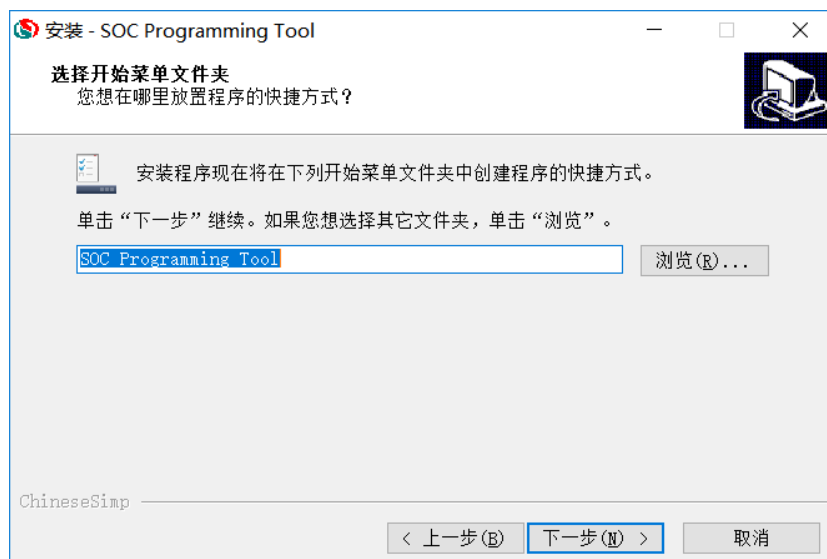 安装 - SOC Programming Tool
选择开始菜单文件夹
您想在哪里放置程序的快捷方式？
安装程序现在将在下列开始菜单文件夹中创建程序的快捷方式。
单击“下一步”继续。如果您想选择其它文件夹，单击“浏览”。
SOC Programming Tool
浏览(R)...
ChineseSimp
< 上一步(B)
下一步(N) >
取消